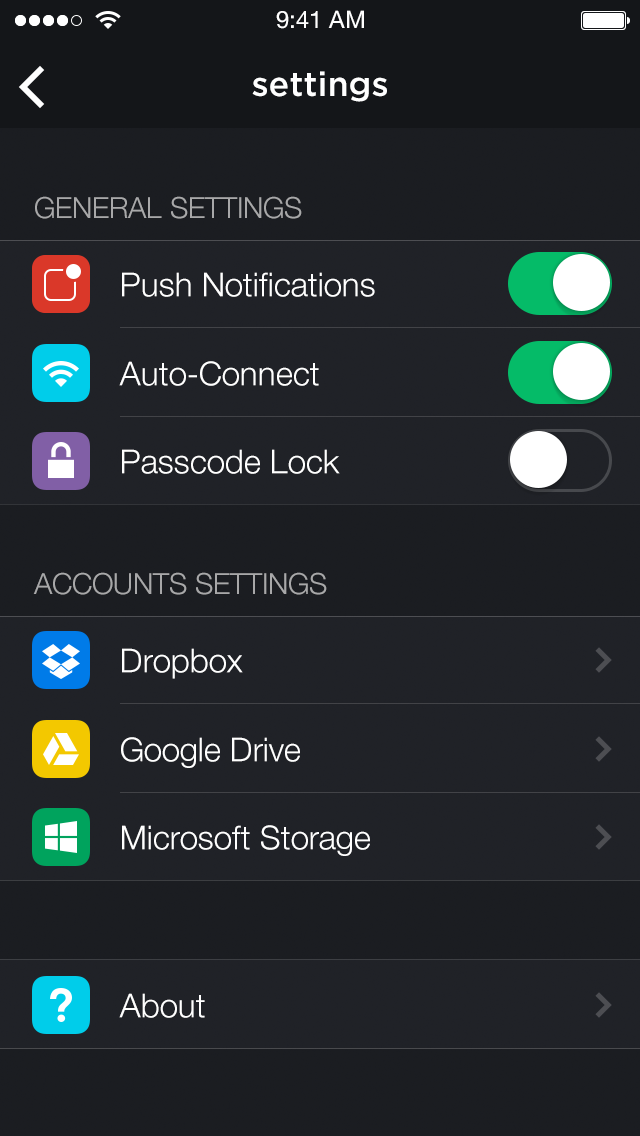 9:41 AM
settings
GENERAL SETTINGS
Push Notifications
Auto-Connect
Passcode Lock
ACCOUNTS SETTINGS
Dropbox
Google Drive
Microsoft Storage
?
About